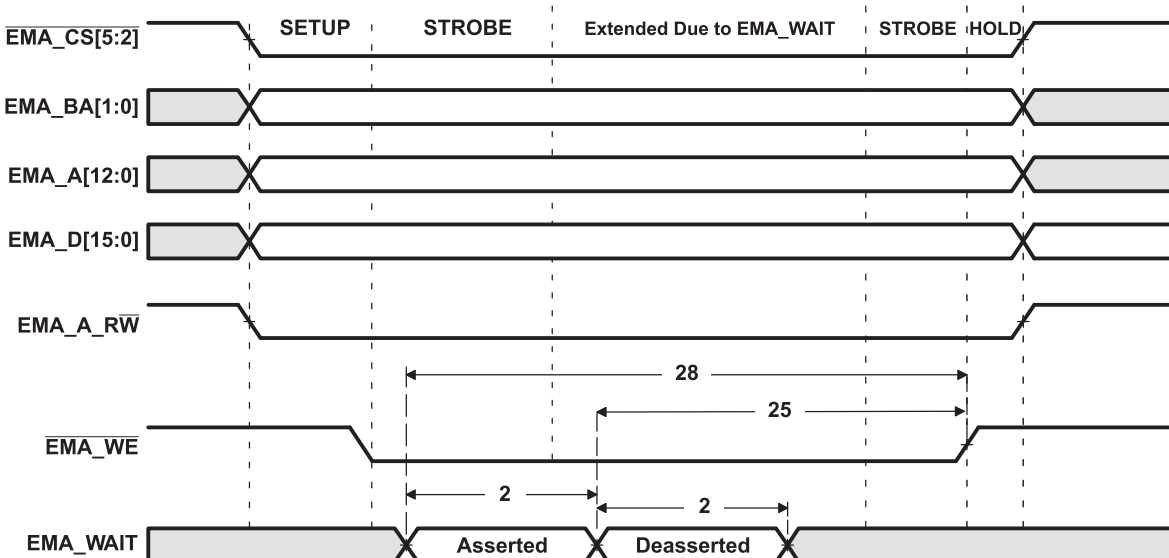 EMA_CS[5:2] SETUP STROBE Extended Due to EMA_WAIT STROBE HOLD
EMA_BA[1:0]
EMA_A[12:0]
EMA_D[15:0]
EMA_A_RW
28
25
EMA_WE
2
2
EMA_WAIT Asserted Deasserted